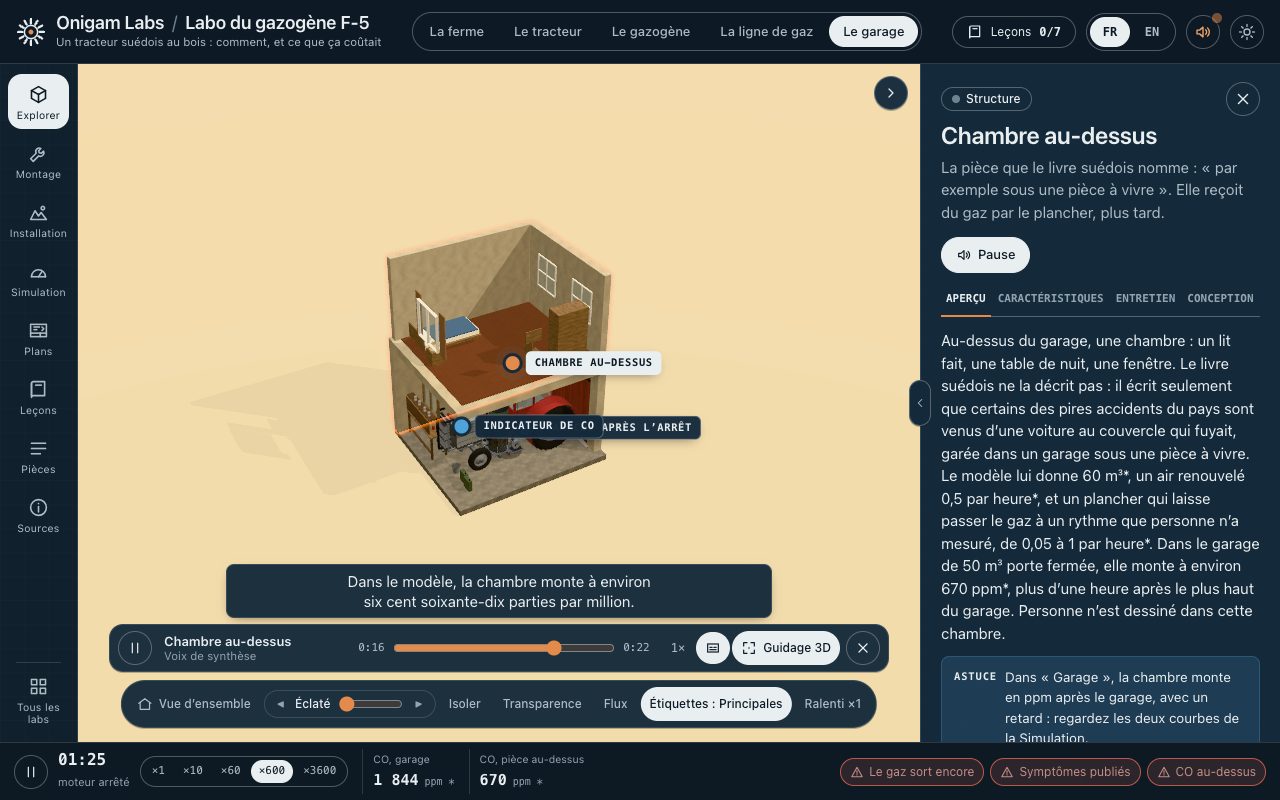 Onigam Labs / Labo du gazogène F-5
Un tracteur suédois au bois : comment, et ce que ça coûtait
La ferme
Le tracteur
Le gazogène
La ligne de gaz
Le garage
Leçons 0/7
FR
EN
Explorer
Montage
Installation
Simulation
Plans
Leçons
Pièces
Sources
Tous les
labs
CHAMBRE AU-DESSUS
INDICATEUR DE CO
APRÈS L'ARRÊT
Dans le modèle, la chambre monte à environ
six cent soixante-dix parties par million.
Chambre au-dessus
Voix de synthèse
0:16
0:22
1×
Guidage 3D
Vue d'ensemble
Éclaté
Isoler
Transparence
Flux
Étiquettes : Principales
Ralenti ×1
Structure
Chambre au-dessus
La pièce que le livre suédois nomme : « par
exemple sous une pièce à vivre ». Elle reçoit
du gaz par le plancher, plus tard.
Pause
APERÇU
CARACTÉRISTIQUES
ENTRETIEN
CONCEPTION
Au-dessus du garage, une chambre : un lit
fait, une table de nuit, une fenêtre. Le livre
suédois ne la décrit pas : il écrit seulement
que certains des pires accidents du pays sont
venus d'une voiture au couvercle qui fuyait,
garée dans un garage sous une pièce à vivre.
Le modèle lui donne 60 m³*, un air renouvelé
0,5 par heure*, et un plancher qui laisse
passer le gaz à un rythme que personne n'a
mesuré, de 0,05 à 1 par heure*. Dans le garage
de 50 m³ porte fermée, elle monte à environ
670 ppm*, plus d'une heure après le plus haut
du garage. Personne n'est dessiné dans cette
chambre.
ASTUCE
Dans « Garage », la chambre monte
en ppm après le garage, avec un
retard : regardez les deux courbes de
la Simulation.
01:25
moteur arrêté
×1
×10
×60
×600
×3600
CO, garage
1 844 ppm *
CO, pièce au-dessus
670 ppm *
Le gaz sort encore
Symptômes publiés
CO au-dessus